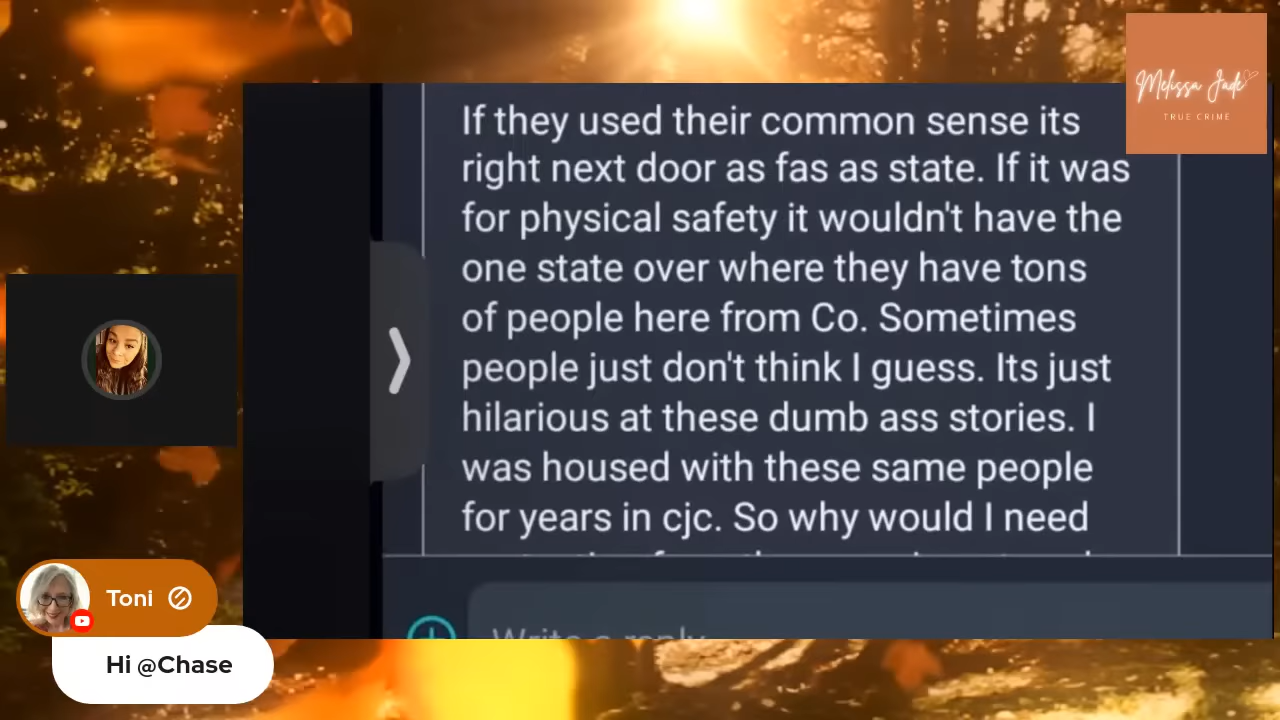 Melissa Jade
TRUE CRIME
If they used their common sense its
right next door as fas as state. If it was
for physical safety it wouldn't have the
one state over where they have tons
of people here from Co. Sometimes
people just don't think I guess. Its just
hilarious at these dumb ass stories. I
was housed with these same people
for years in cjc. So why would I need
Write a reply
Toni
Hi @Chase